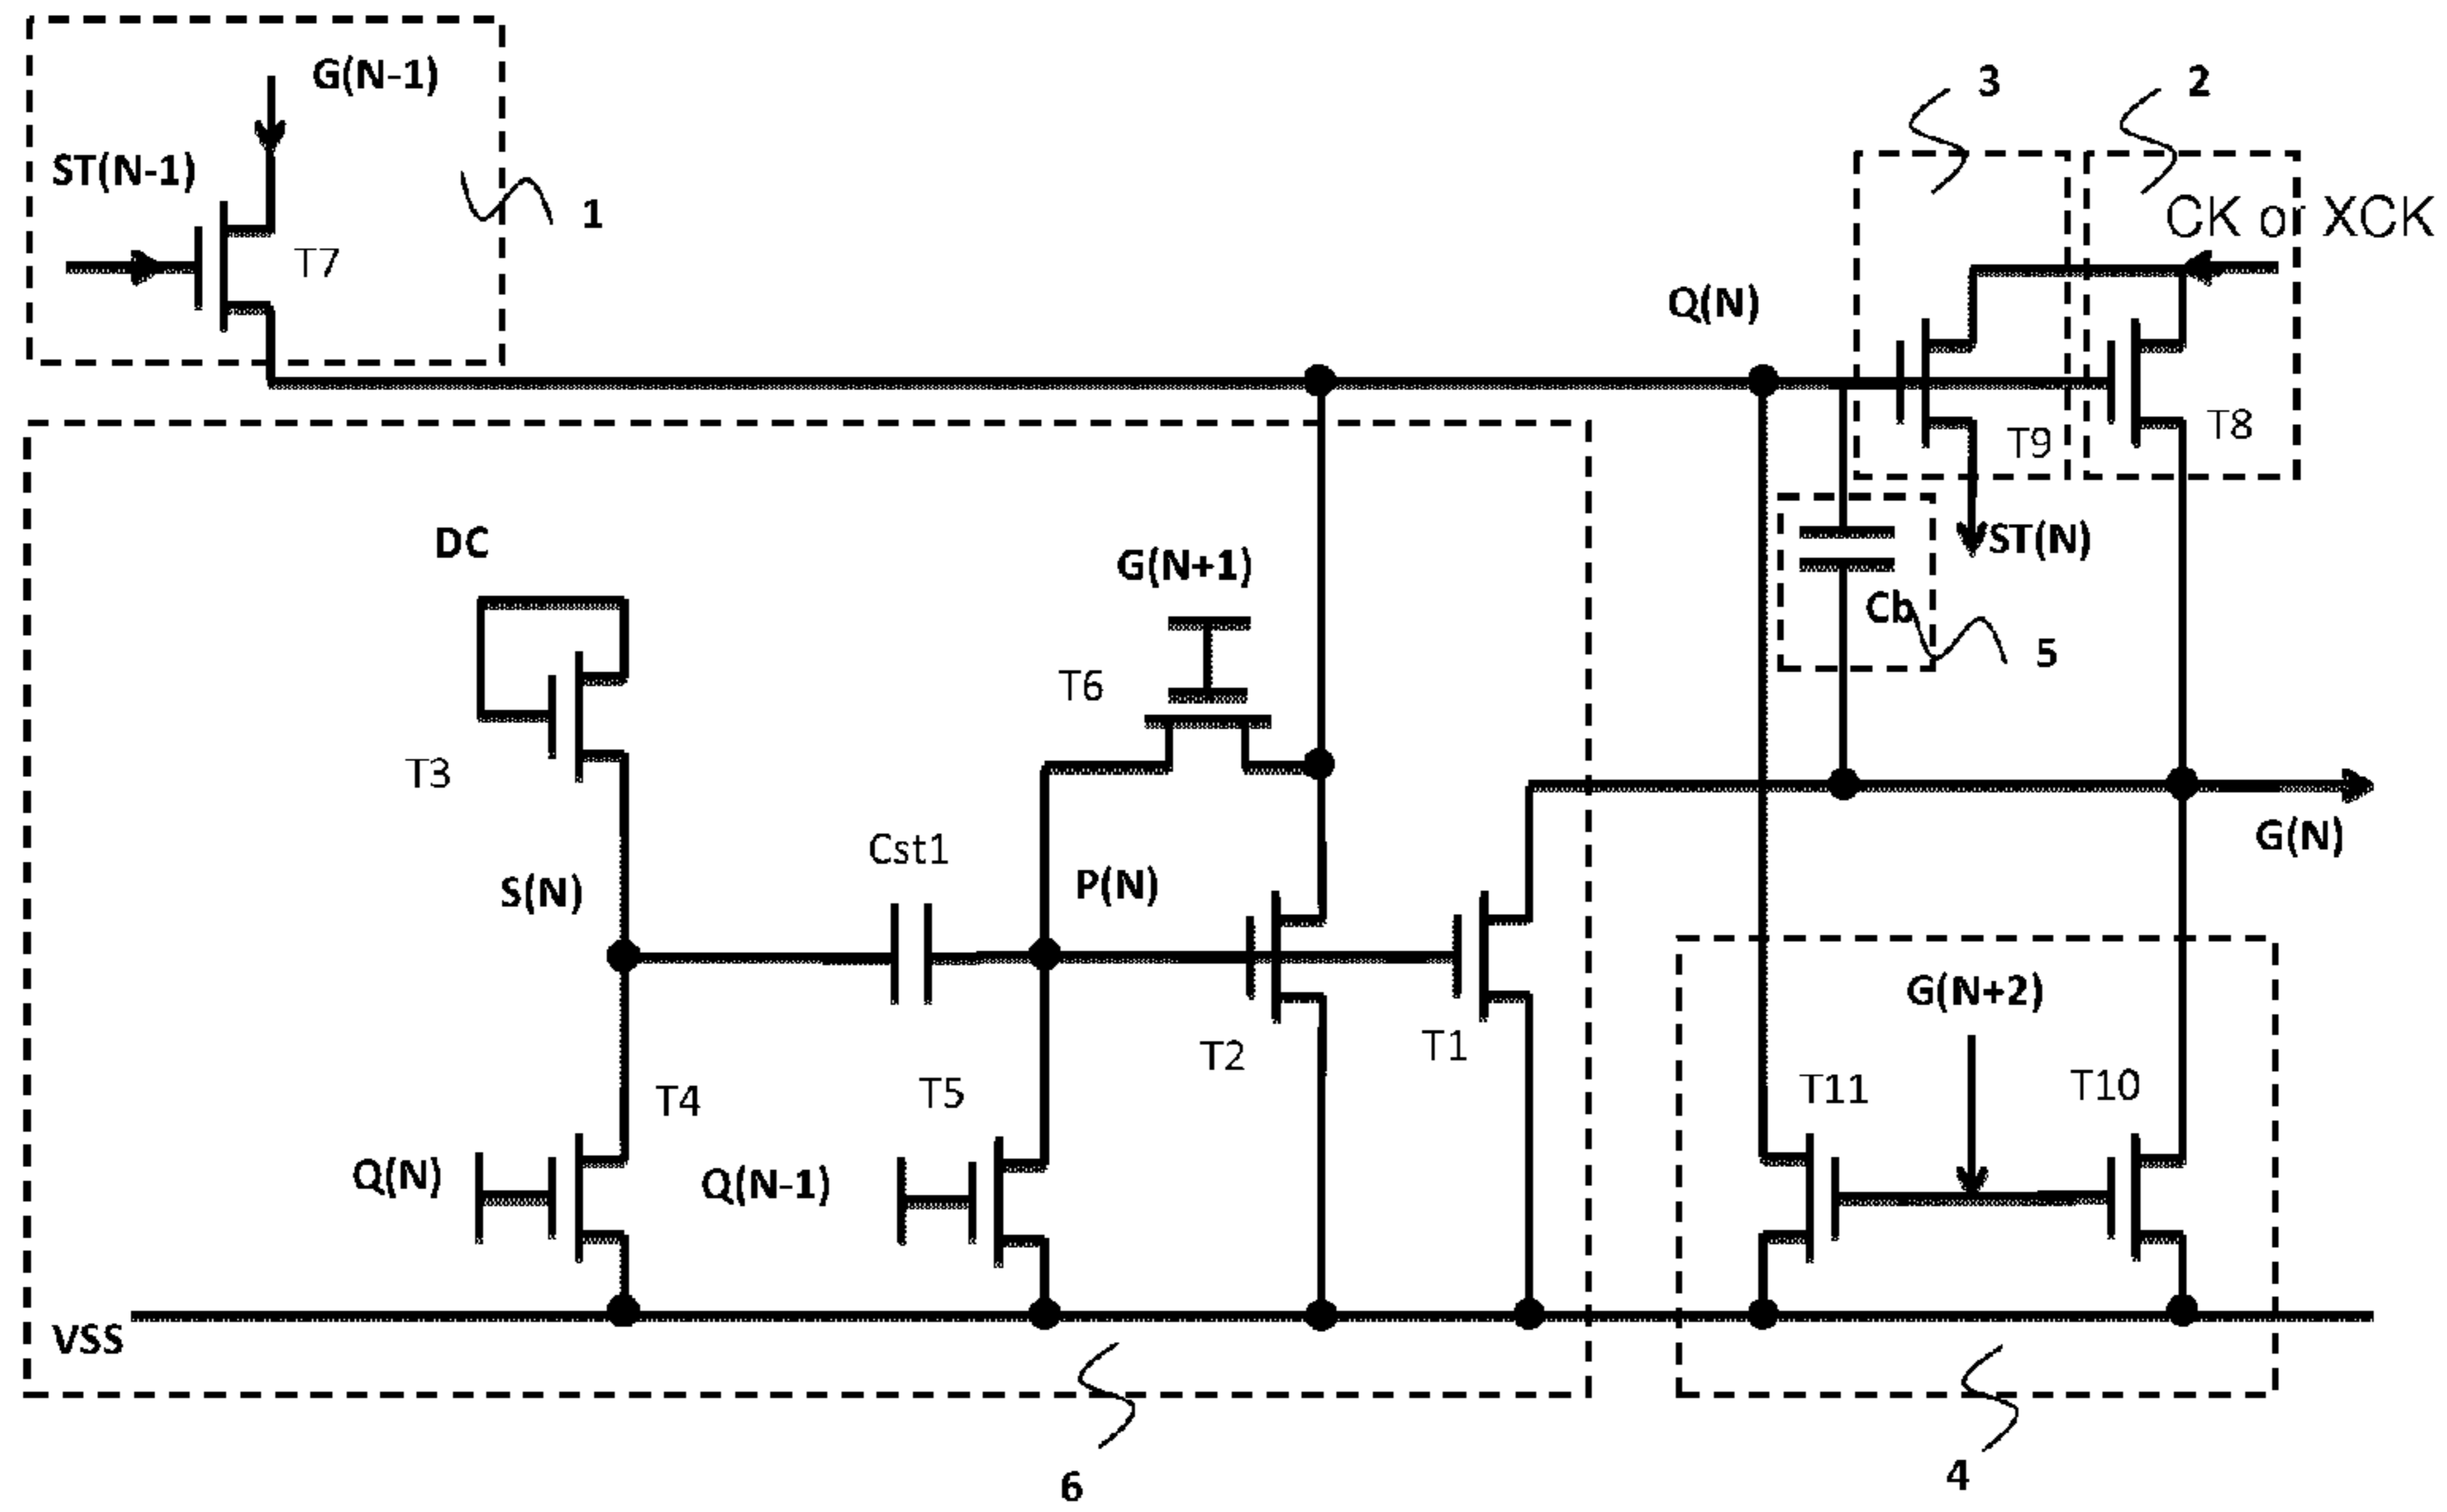 G(N-1)
3
2
ST(N-1)
1
CK or XCK
T7
Q(N)
T9
T8
DC
G(N+1)
ST(N)
Cb
5
T6
T3
Cst1
G(N)
S(N)
P(N)
G(N+2)
T2
T1
T4
T5
T11
T10
Q(N)
Q(N-1)
VSS
6
4